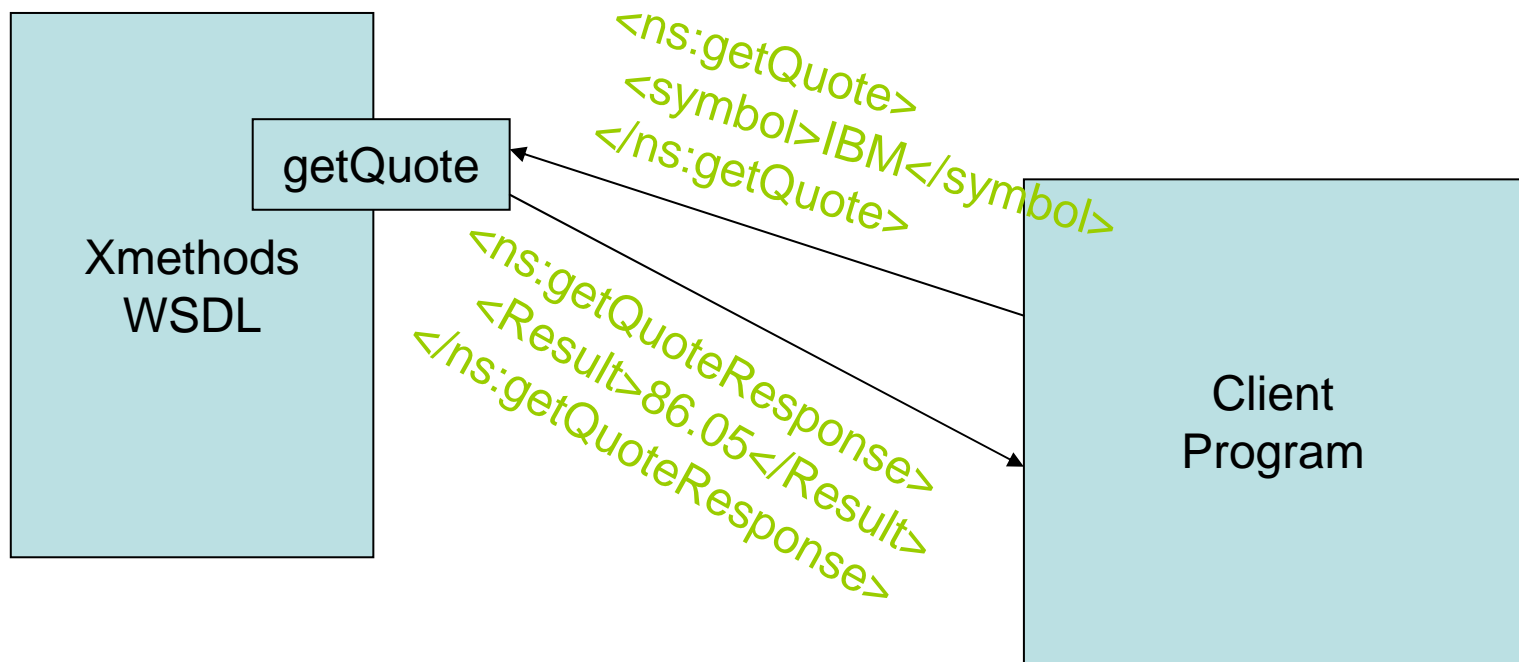 <ns:getQuote>
<symbol>IBM</symbol>
</ns:getQuote>
getQuote
Xmethods
WSDL
<ns:getQuoteResponse>
<Result>86.05</Result>
</ns:getQuoteResponse>
Client
Program